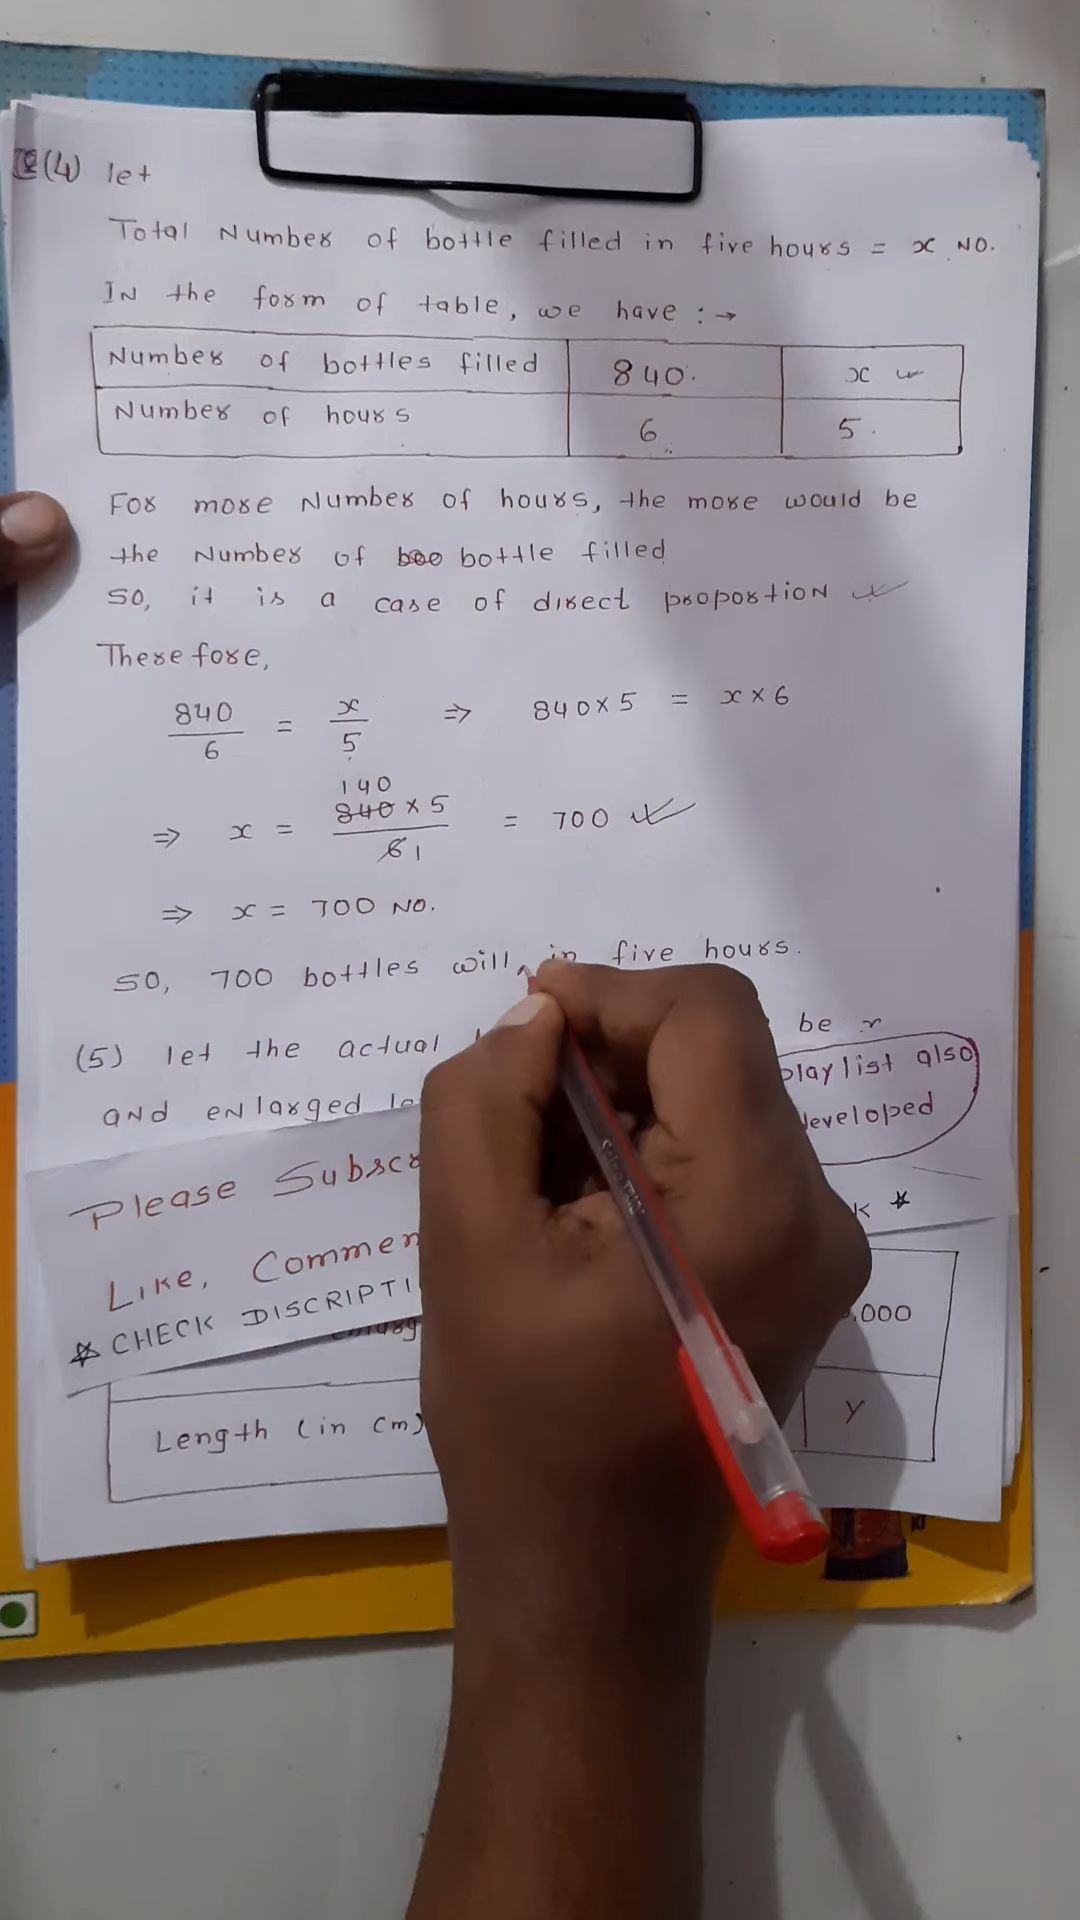 (4) let
Total Number of bottle filled in five hours = x NO.
IN the form of table, we have : →
Number of bottles filled 840. x
Number of hours 6 5.
FOR more Number of hours, the more would be
the Number of boo bottle filled
SO, it is a case of direct proportION
Therefore,
840/6 = x/5 ⇒ 840 × 5 = x × 6
140
⇒ x = 840 × 5 / 6 1 = 700
⇒ x = 700 NO.
SO, 700 bottles will in five hours.
(5) let the actual be
playlist also
and enlarged
developed
Please
Like,
* CHECK
*
000
Length (in cm) y